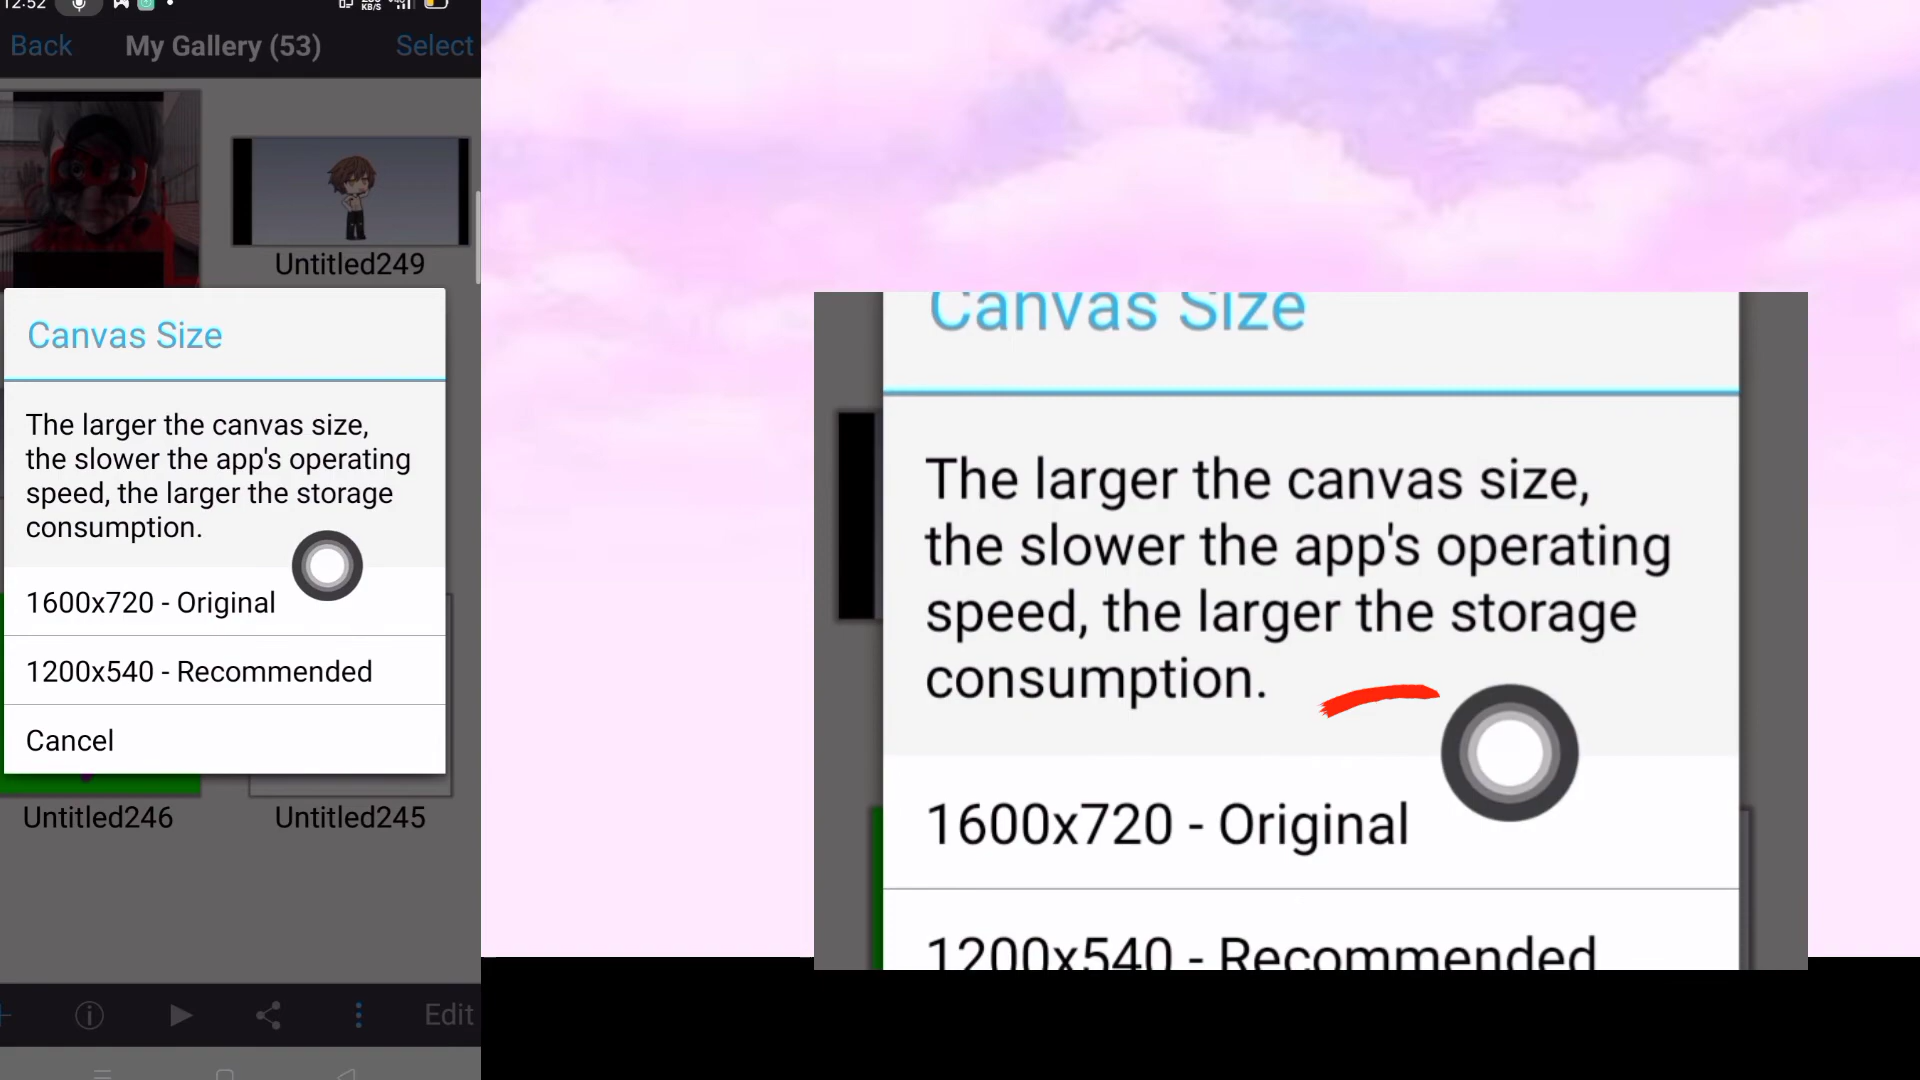 12:52
KB/S
Back My Gallery (53) Select
Untitled249
Canvas Size
The larger the canvas size,
the slower the app's operating
speed, the larger the storage
consumption.
1600x720 - Original
1200x540 - Recommended
Cancel
Untitled246 Untitled245
Edit
Canvas Size
The larger the canvas size,
the slower the app's operating
speed, the larger the storage
consumption.
1600x720 - Original
1200x540 - Recommended